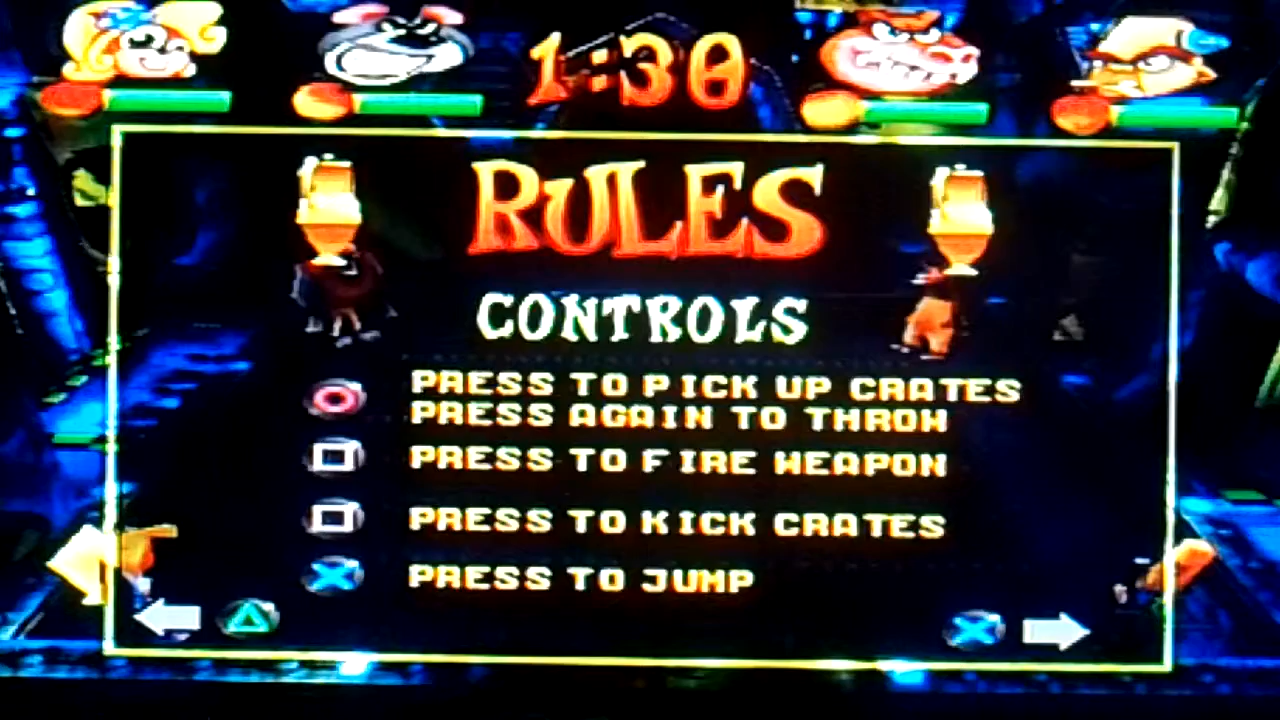 1:30
RULES
CONTROLS
PRESS TO PICK UP CRATES
PRESS AGAIN TO THROW
PRESS TO FIRE WEAPON
PRESS TO KICK CRATES
PRESS TO JUMP